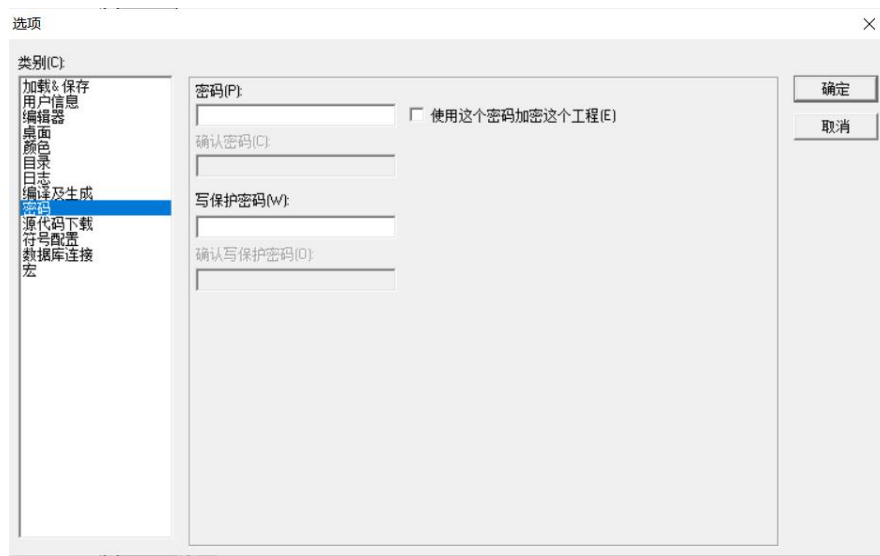 选项
类别(C):
加载&保存
用户信息
编辑器
桌面
颜色
目录
日志
编译及生成
密码
源代码下载
符号配置
数据库连接
宏
密码(P):
使用这个密码加密这个工程(E)
确认密码(C):
写保护密码(W):
确认写保护密码(O):
确定
取消